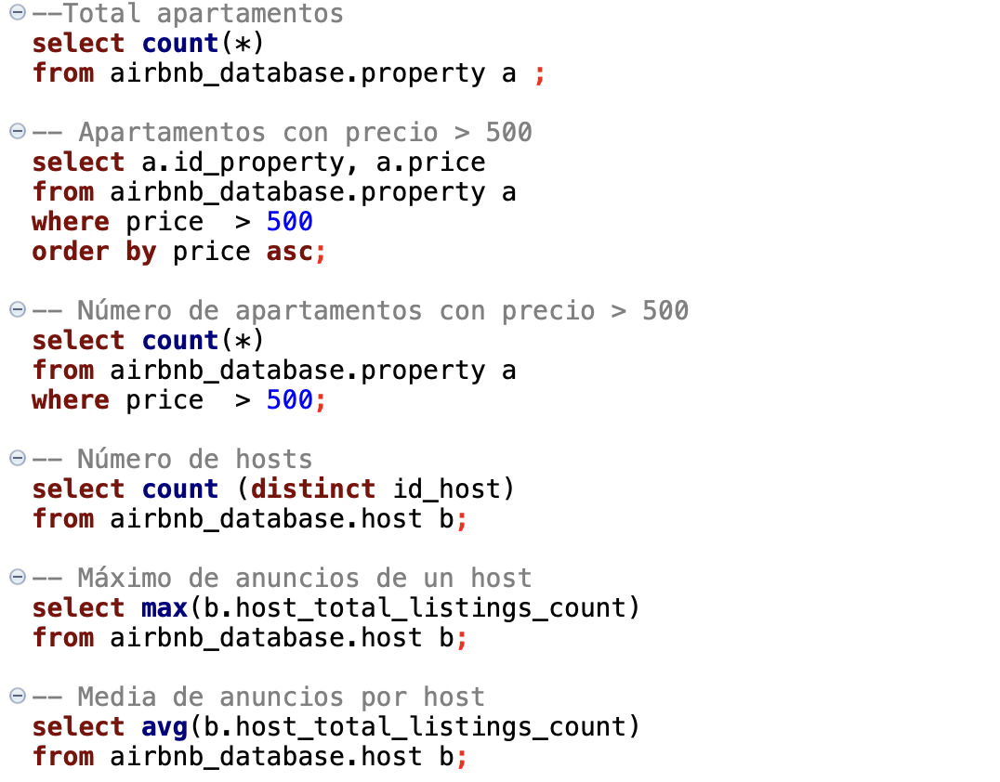 --Total apartamentos
select count(*)
from airbnb_database.property a ;
-- Apartamentos con precio > 500
select a.id_property, a.price
from airbnb_database.property a
where price  > 500
order by price asc;
-- Número de apartamentos con precio > 500
select count(*)
from airbnb_database.property a
where price  > 500;
-- Número de hosts
select count (distinct id_host)
from airbnb_database.host b;
-- Máximo de anuncios de un host
select max(b.host_total_listings_count)
from airbnb_database.host b;
-- Media de anuncios por host
select avg(b.host_total_listings_count)
from airbnb_database.host b;